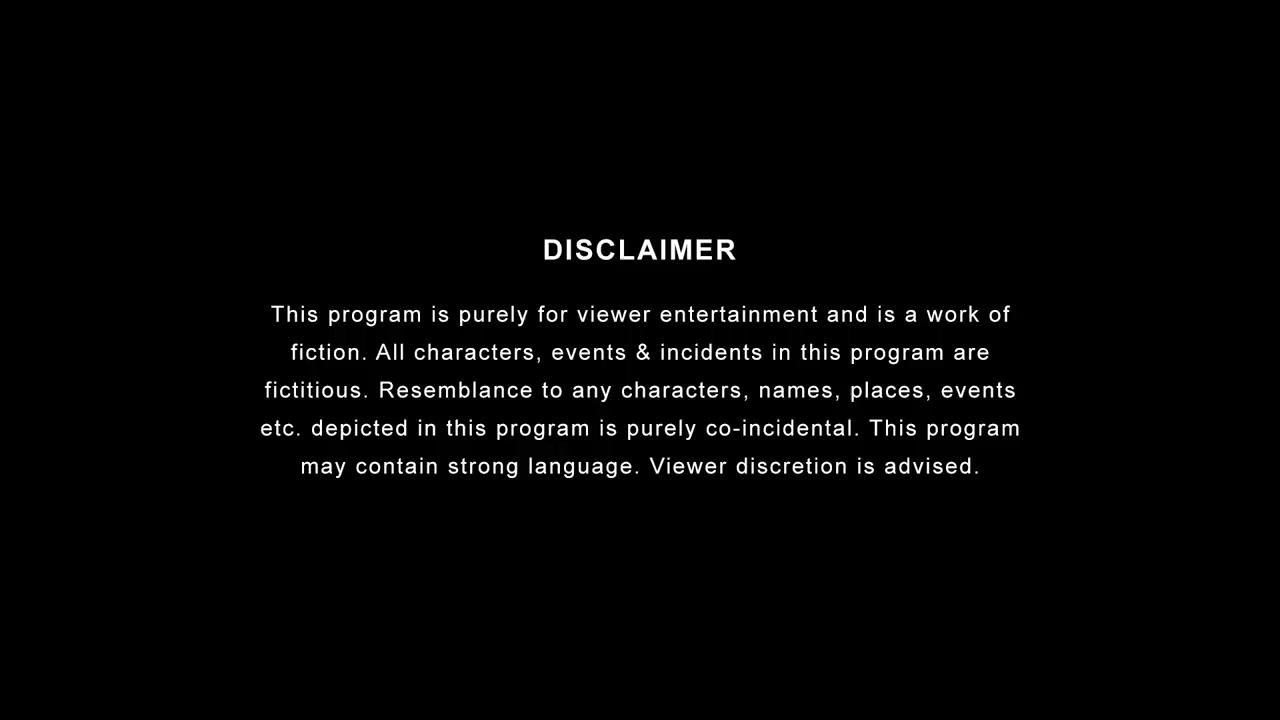 DISCLAIMER
This program is purely for viewer entertainment and is a work of
fiction. All characters, events & incidents in this program are
fictitious. Resemblance to any characters, names, places, events
etc. depicted in this program is purely co-incidental. This program
may contain strong language. Viewer discretion is advised.